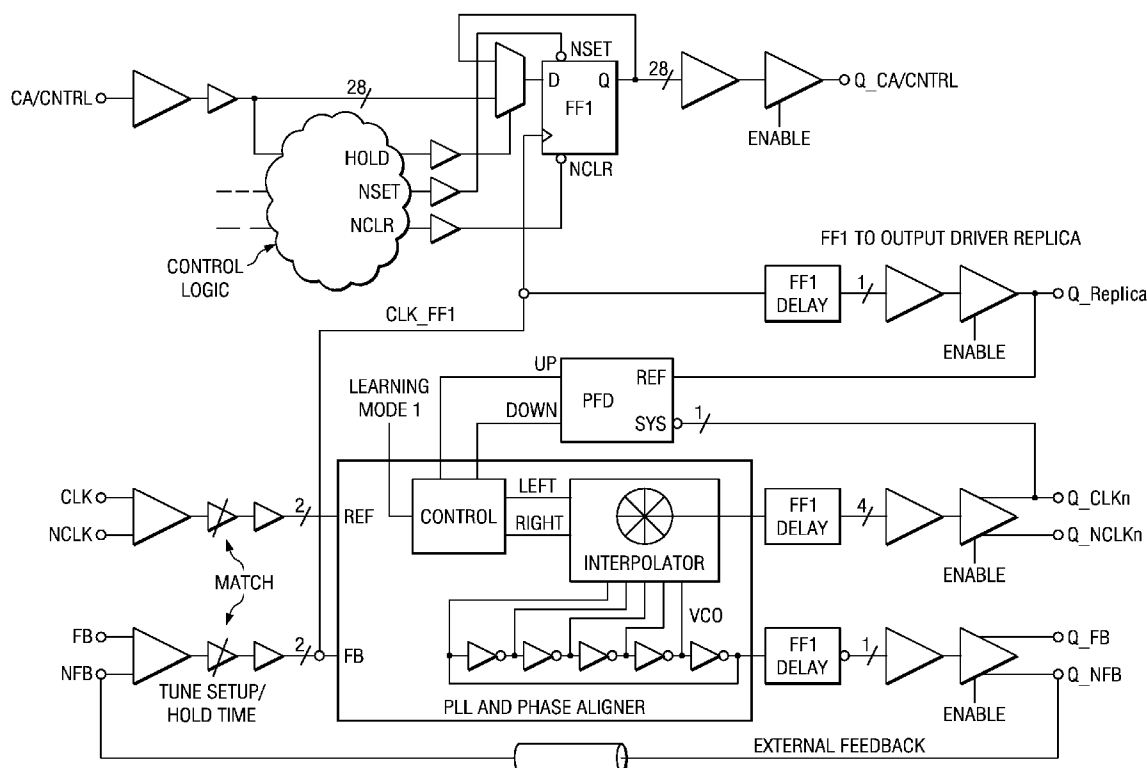 NSET
28
D
Q
28
CA/CNTRL
Q_CA/CNTRL
FF1
ENABLE
HOLD
NCLR
NSET
NCLR
FF1 TO OUTPUT DRIVER REPLICA
CONTROL
LOGIC
FF1
DELAY
1
Q_Replica
CLK_FF1
ENABLE
UP
REF
LEARNING
MODE 1
PFD
DOWN
SYS
1
CLK
LEFT
Q_CLKn
2
REF
CONTROL
FF1
DELAY
4
NCLK
RIGHT
Q_NCLKn
INTERPOLATOR
MATCH
ENABLE
FB
VCO
Q_FB
2
FB
FF1
DELAY
1
NFB
Q_NFB
TUNE SETUP/
HOLD TIME
PLL AND PHASE ALIGNER
ENABLE
EXTERNAL FEEDBACK